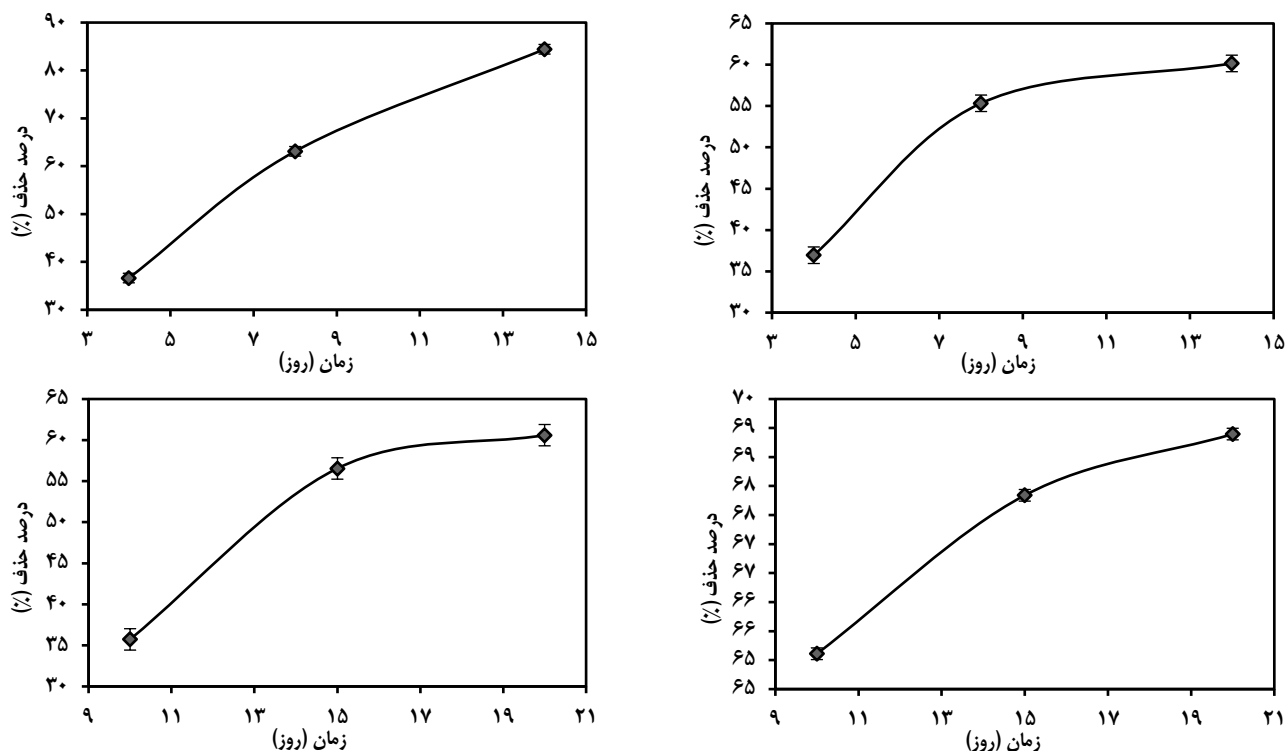 ۹۰
۸۰
۷۰
۶۰
۵۰
۴۰
۳۰
درصد حذف (%)
۳ ۵ ۷ ۹ ۱۱ ۱۳ ۱۵
زمان (روز)
۶۵
۶۰
۵۵
۵۰
۴۵
۴۰
۳۵
۳۰
درصد حذف (%)
۳ ۵ ۷ ۹ ۱۱ ۱۳ ۱۵
زمان (روز)
۶۵
۶۰
۵۵
۵۰
۴۵
۴۰
۳۵
۳۰
درصد حذف (%)
۹ ۱۱ ۱۳ ۱۵ ۱۷ ۱۹ ۲۱
زمان (روز)
۷۰
۶۹
۶۹
۶۸
۶۸
۶۷
۶۷
۶۶
۶۶
۶۵
۶۵
درصد حذف (%)
۹ ۱۱ ۱۳ ۱۵ ۱۷ ۱۹ ۲۱
زمان (روز)